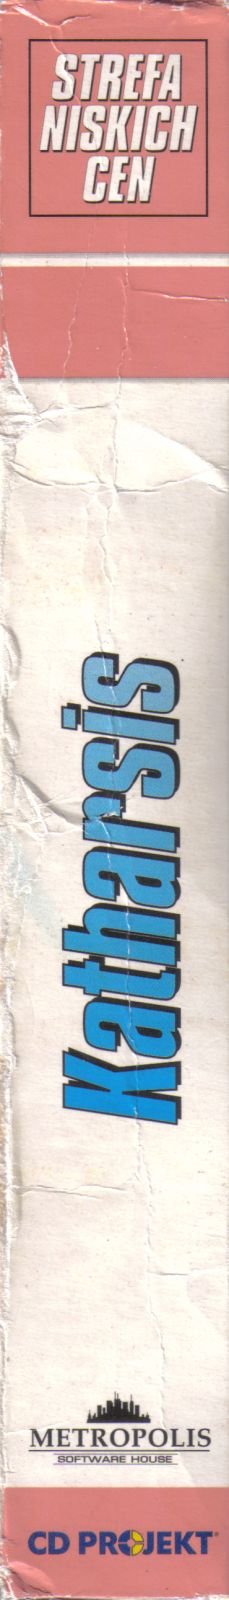 STREFA
NISKICH
CEN
Katharsis
METROPOLIS
SOFTWARE HOUSE
CD PROJEKT